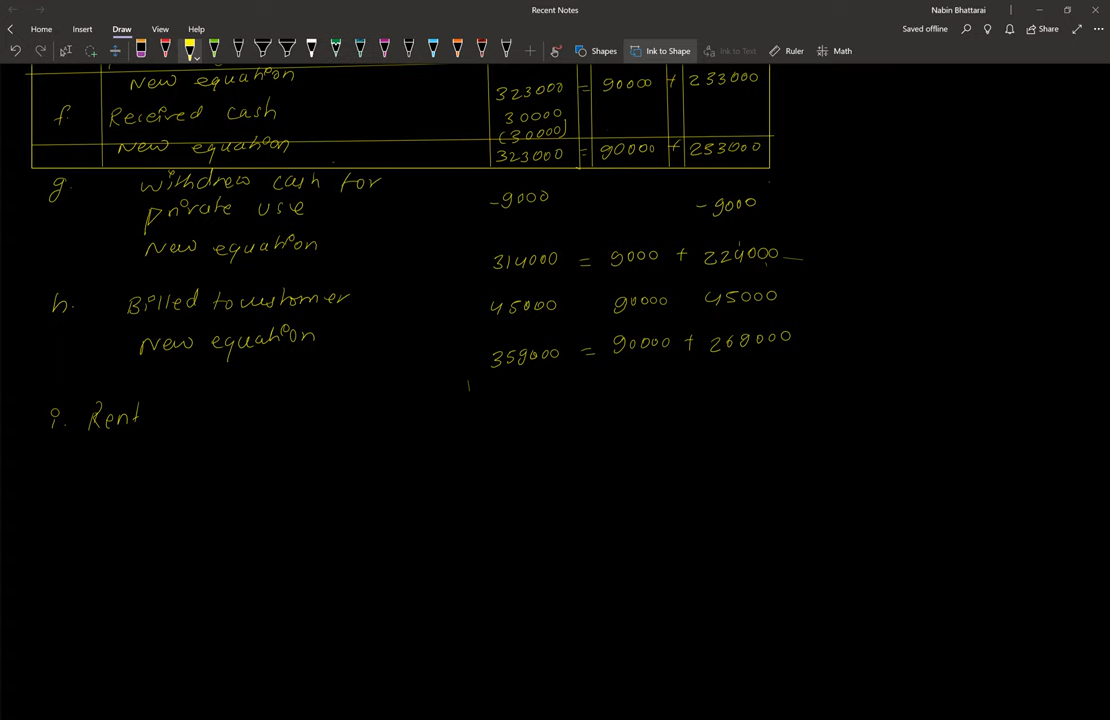 Recent Notes
Nabin Bhattarai
Home Insert Draw View Help
Saved offline Share
Shapes Ink to Shape Ink to Text Ruler Math
New equation 323000 = 90000 + 233000
f. Received cash 30000
(30000)
New equation 323000 = 90000 + 233000
g. withdrew cash for
private use -9000 -9000
New equation 314000 = 9000 + 224000
h. Billed to customer 45000 90000 45000
New equation 359000 = 90000 + 269000
i. Rent